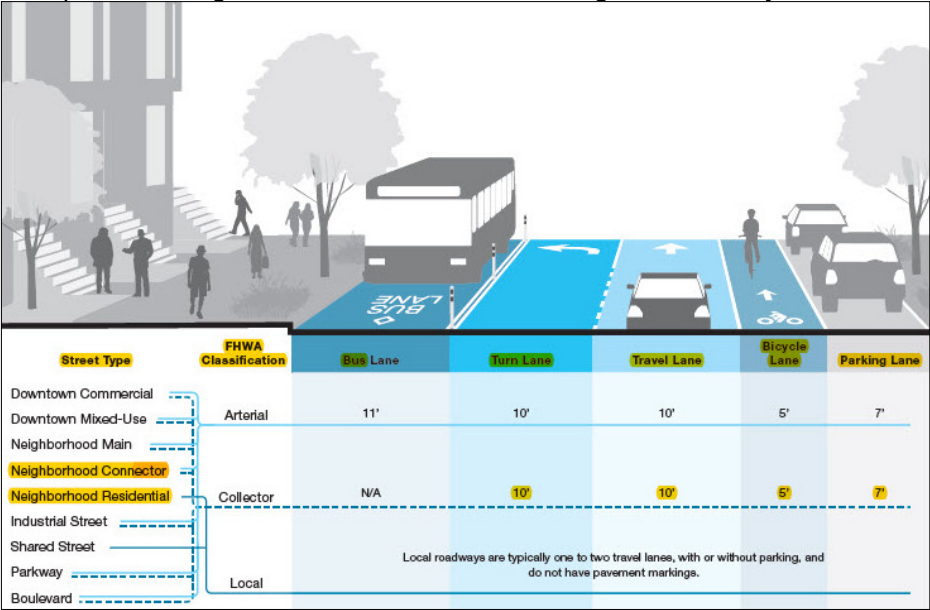 BUS
LANE
Street Type
FHWA
Classification
Bus Lane
Turn Lane
Travel Lane
Bicycle
Lane
Parking Lane
Downtown Commercial
Downtown Mixed-Use
Neighborhood Main
Neighborhood Connector
Neighborhood Residential
Industrial Street
Shared Street
Parkway
Boulevard
Arterial
11'
10'
10'
5'
7'
Collector
N/A
10'
10'
5'
7'
Local
Local roadways are typically one to two travel lanes, with or without parking, and
do not have pavement markings.